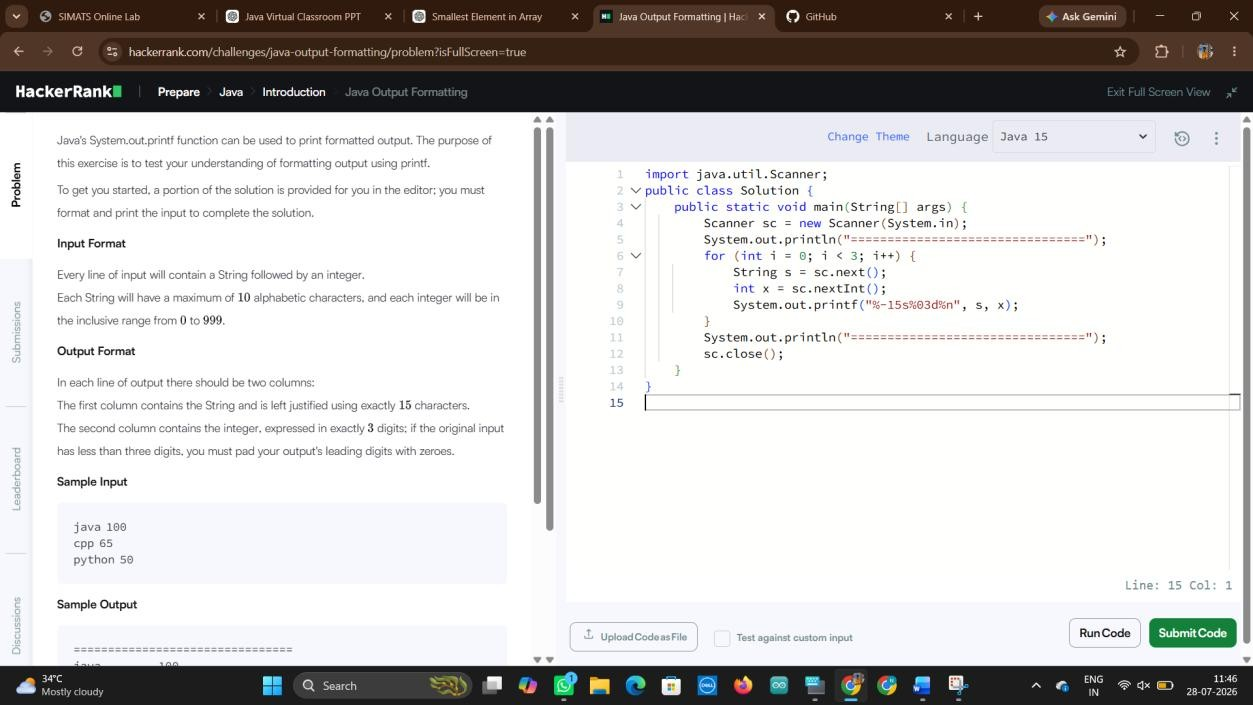 SIMATS Online Lab
Java Virtual Classroom PPT
Smallest Element in Array
Java Output Formatting | Hac
GitHub
Ask Gemini
hackerrank.com/challenges/java-output-formatting/problem?isFullScreen=true
HackerRank
Prepare
Java
Introduction
Java Output Formatting
Exit Full Screen View
Problem
Submissions
Leaderboard
Discussions
Java's System.out.printf function can be used to print formatted output. The purpose of
this exercise is to test your understanding of formatting output using printf.
To get you started, a portion of the solution is provided for you in the editor; you must
format and print the input to complete the solution.
Input Format
Every line of input will contain a String followed by an integer.
Each String will have a maximum of 10 alphabetic characters, and each integer will be in
the inclusive range from 0 to 999.
Output Format
In each line of output there should be two columns:
The first column contains the String and is left justified using exactly 15 characters.
The second column contains the integer, expressed in exactly 3 digits; if the original input
has less than three digits, you must pad your output's leading digits with zeroes.
Sample Input
java 100
cpp 65
python 50
Sample Output
================================
java           100
Change Theme
Language
Java 15
1 import java.util.Scanner;
2 public class Solution {
3     public static void main(String[] args) {
4         Scanner sc = new Scanner(System.in);
5         System.out.println("================================");
6         for (int i = 0; i < 3; i++) {
7             String s = sc.next();
8             int x = sc.nextInt();
9             System.out.printf("%-15s%03d%n", s, x);
10         }
11         System.out.println("================================");
12         sc.close();
13     }
14 }
15
Line: 15 Col: 1
Upload Code as File
Test against custom input
Run Code
Submit Code
34°C
Mostly cloudy
Search
1
DELL
ENG
IN
11:46
28-07-2026